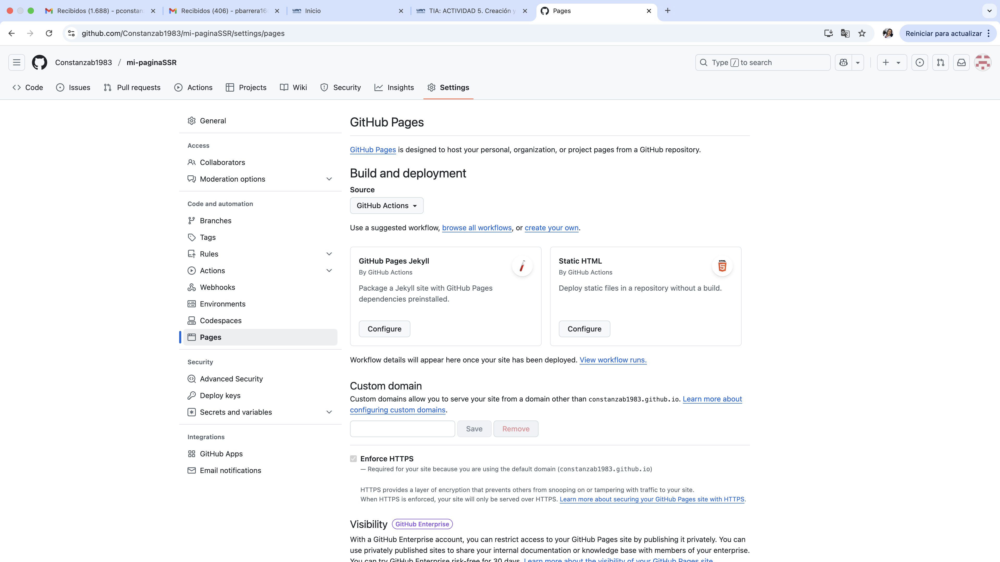 Recibidos (1.688) - pconstan
Recibidos (406) - pbarrera16
UAN Inicio
UAN TIA: ACTIVIDAD 5. Creación y
Pages
github.com/Constanzab1983/mi-paginaSSR/settings/pages
Reiniciar para actualizar
Constanzab1983 / mi-paginaSSR
Type / to search
Code Issues Pull requests Actions Projects Wiki Security Insights Settings
General
Access
Collaborators
Moderation options
Code and automation
Branches
Tags
Rules
Actions
Webhooks
Environments
Codespaces
Pages
Security
Advanced Security
Deploy keys
Secrets and variables
Integrations
GitHub Apps
Email notifications
GitHub Pages
GitHub Pages is designed to host your personal, organization, or project pages from a GitHub repository.
Build and deployment
Source
GitHub Actions
Use a suggested workflow, browse all workflows, or create your own.
GitHub Pages Jekyll
By GitHub Actions
Package a Jekyll site with GitHub Pages
dependencies preinstalled.
Configure
Static HTML
By GitHub Actions
HTML
5
Deploy static files in a repository without a build.
Configure
Workflow details will appear here once your site has been deployed. View workflow runs.
Custom domain
Custom domains allow you to serve your site from a domain other than constanzab1983.github.io. Learn more about
configuring custom domains.
Save Remove
Enforce HTTPS
— Required for your site because you are using the default domain (constanzab1983.github.io)
HTTPS provides a layer of encryption that prevents others from snooping on or tampering with traffic to your site.
When HTTPS is enforced, your site will only be served over HTTPS. Learn more about securing your GitHub Pages site with HTTPS.
Visibility GitHub Enterprise
With a GitHub Enterprise account, you can restrict access to your GitHub Pages site by publishing it privately. You can
use privately published sites to share your internal documentation or knowledge base with members of your enterprise.
You can try GitHub Enterprise risk-free for 30 days. Learn more about the visibility of your GitHub Pages site